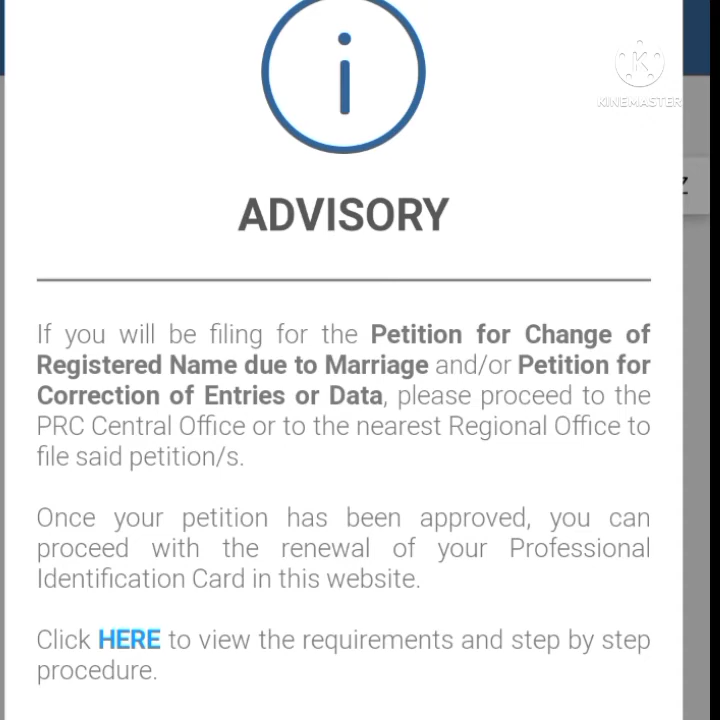 i
KINEMASTER
Z
ADVISORY
If you will be filing for the Petition for Change of
Registered Name due to Marriage and/or Petition for
Correction of Entries or Data, please proceed to the
PRC Central Office or to the nearest Regional Office to
file said petition/s.
Once your petition has been approved, you can
proceed with the renewal of your Professional
Identification Card in this website.
Click HERE to view the requirements and step by step
procedure.